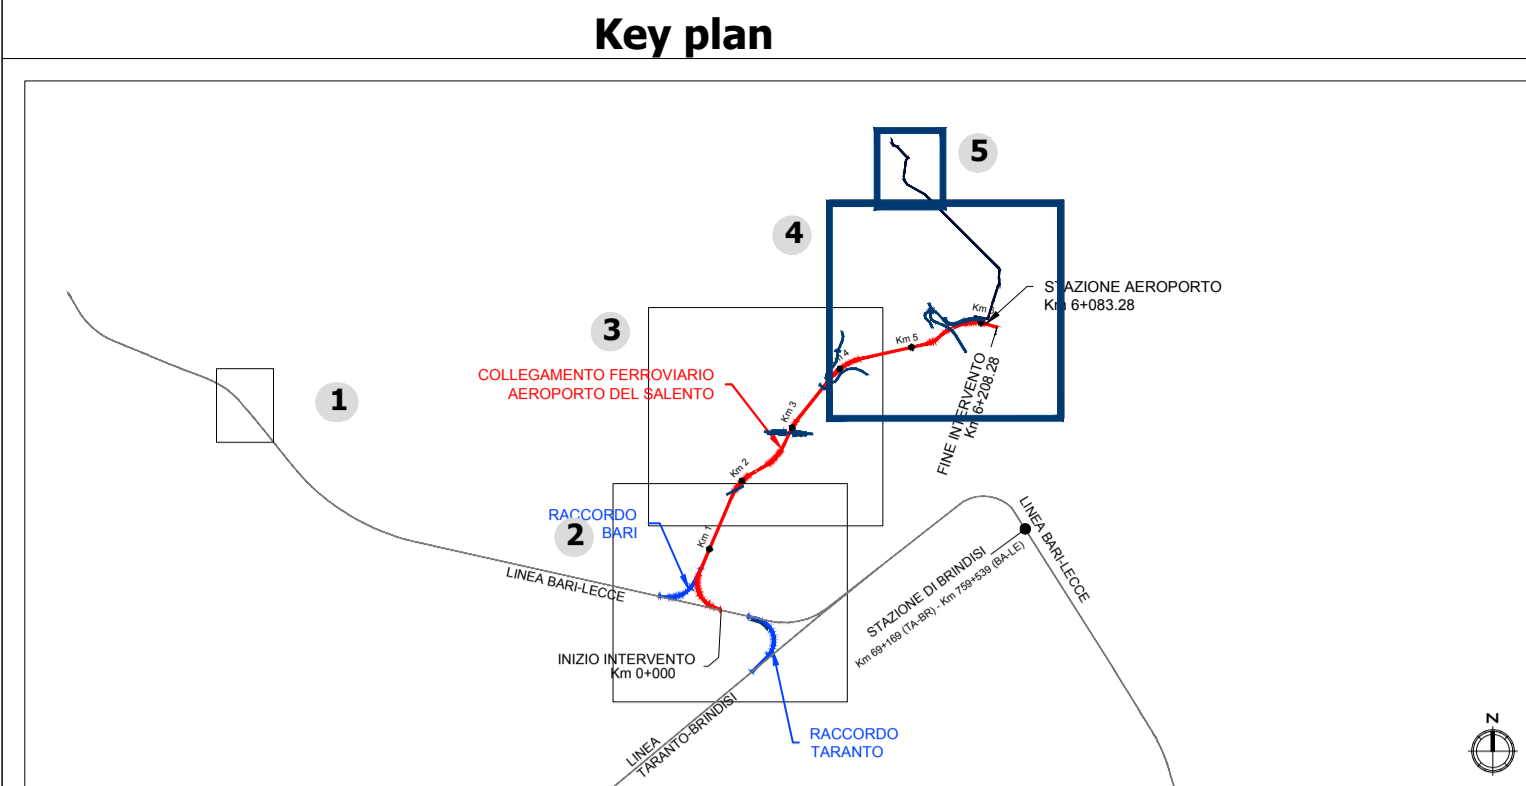 Key plan
5
4
STAZIONE AEROPORTO
Km 6+083.28
3
Km 5
COLLEGAMENTO FERROVIARIO
AEROPORTO DEL SALENTO
1
Km 3
FINE INTERVENTO
Km 6+208.28
Km 2
RACCORDO
BARI
2
Km 1
LINEA BARI-LECCE
LINEA BARI-LECCE
STAZIONE DI BRINDISI
Km 69+169 (TA-BR) - Km 759+539 (BA-LE)
INIZIO INTERVENTO
Km 0+000
LINEA
TARANTO-BRINDISI
RACCORDO
TARANTO
N